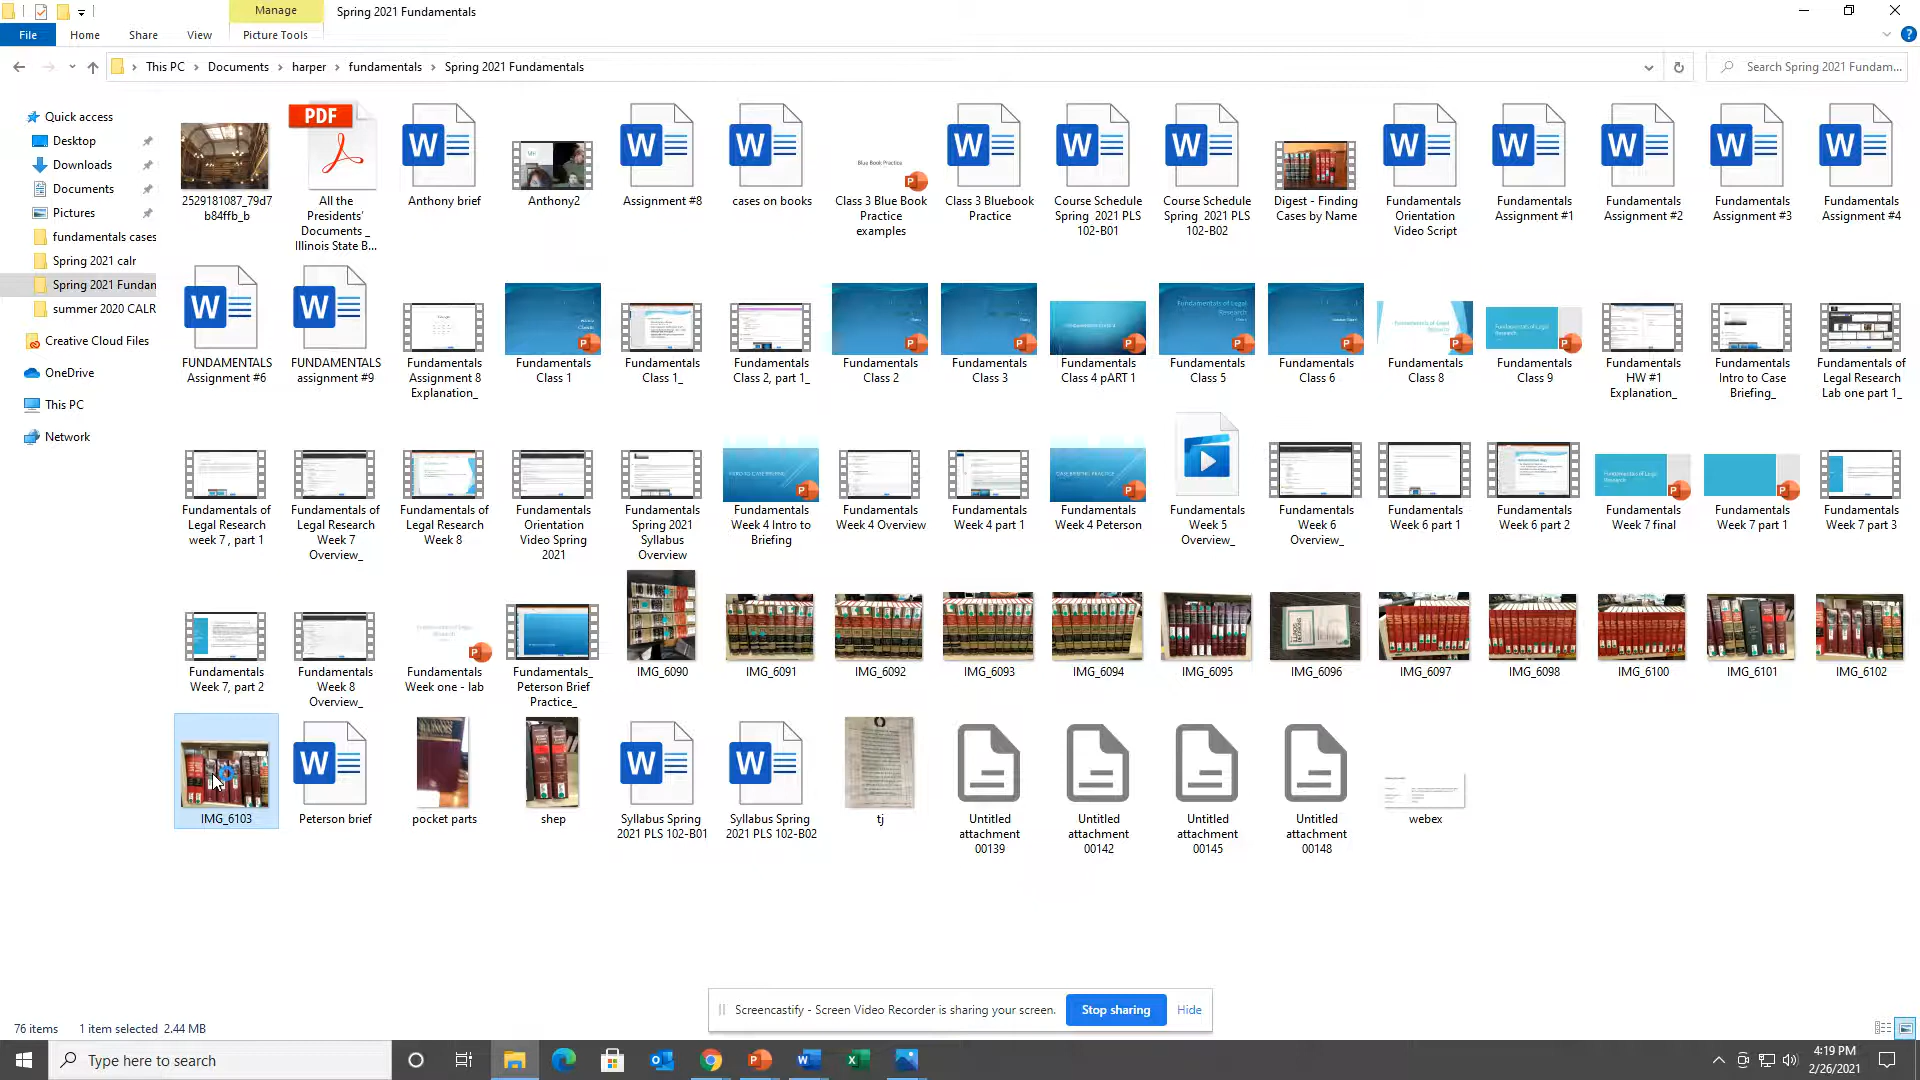 Manage
Spring 2021 Fundamentals
File
Home
Share
View
Picture Tools
This PC
Documents
harper
fundamentals
Spring 2021 Fundamentals
Search Spring 2021 Fundam...
Quick access
Desktop
Downloads
Documents
Pictures
fundamentals cases
Spring 2021 calr
Spring 2021 Fundan
summer 2020 CALR
Creative Cloud Files
OneDrive
This PC
Network
2529181087_79d7
b84ffb_b
PDF
All the
Presidents'
Documents _
Illinois State B...
Anthony brief
Anthony2
Assignment #8
cases on books
Blue Book Practice
Class 3 Blue Book
Practice
examples
Class 3 Bluebook
Practice
Course Schedule
Spring 2021 PLS
102-B01
Course Schedule
Spring 2021 PLS
102-B02
Digest - Finding
Cases by Name
Fundamentals
Orientation
Video Script
Fundamentals
Assignment #1
Fundamentals
Assignment #2
Fundamentals
Assignment #3
Fundamentals
Assignment #4
FUNDAMENTALS
Assignment #6
FUNDAMENTALS
assignment #9
Fundamentals
Assignment 8
Explanation_
Fundamentals
Class 1
Fundamentals
Class 1_
Fundamentals
Class 2, part 1_
Fundamentals
Class 2
Fundamentals
Class 3
Fundamentals
Class 4 pART 1
Fundamentals of Legal
Research
Fundamentals
Class 5
Fundamentals
Class 6
Fundamentals
Class 8
Fundamentals
Class 9
Fundamentals
HW #1
Explanation_
Fundamentals
Intro to Case
Briefing_
Fundamentals of
Legal Research
Lab one part 1_
Fundamentals of
Legal Research
week 7 , part 1
Fundamentals of
Legal Research
Week 7
Overview_
Fundamentals of
Legal Research
Week 8
Fundamentals
Orientation
Video Spring
2021
Fundamentals
Spring 2021
Syllabus
Overview
INTRO TO CASE BRIEFING
Fundamentals
Week 4 Intro to
Briefing
Fundamentals
Week 4 Overview
Fundamentals
Week 4 part 1
CASE BRIEFING PRACTICE
Fundamentals
Week 4 Peterson
Fundamentals
Week 5
Overview_
Fundamentals
Week 6
Overview_
Fundamentals
Week 6 part 1
Fundamentals
Week 6 part 2
Fundamentals
Week 7 final
Fundamentals
Week 7 part 1
Fundamentals
Week 7 part 3
Fundamentals
Week 7, part 2
Fundamentals
Week 8
Overview_
Fundamentals
Week one - lab
Fundamentals_
Peterson Brief
Practice_
IMG_6090
IMG_6091
IMG_6092
IMG_6093
IMG_6094
IMG_6095
IMG_6096
IMG_6097
IMG_6098
IMG_6100
IMG_6101
IMG_6102
IMG_6103
Peterson brief
pocket parts
shep
Syllabus Spring
2021 PLS 102-B01
Syllabus Spring
2021 PLS 102-B02
tj
Untitled
attachment
00139
Untitled
attachment
00142
Untitled
attachment
00145
Untitled
attachment
00148
webex
Screencastify - Screen Video Recorder is sharing your screen.
Stop sharing
Hide
76 items
1 item selected 2.44 MB
Type here to search
4:19 PM
2/26/2021